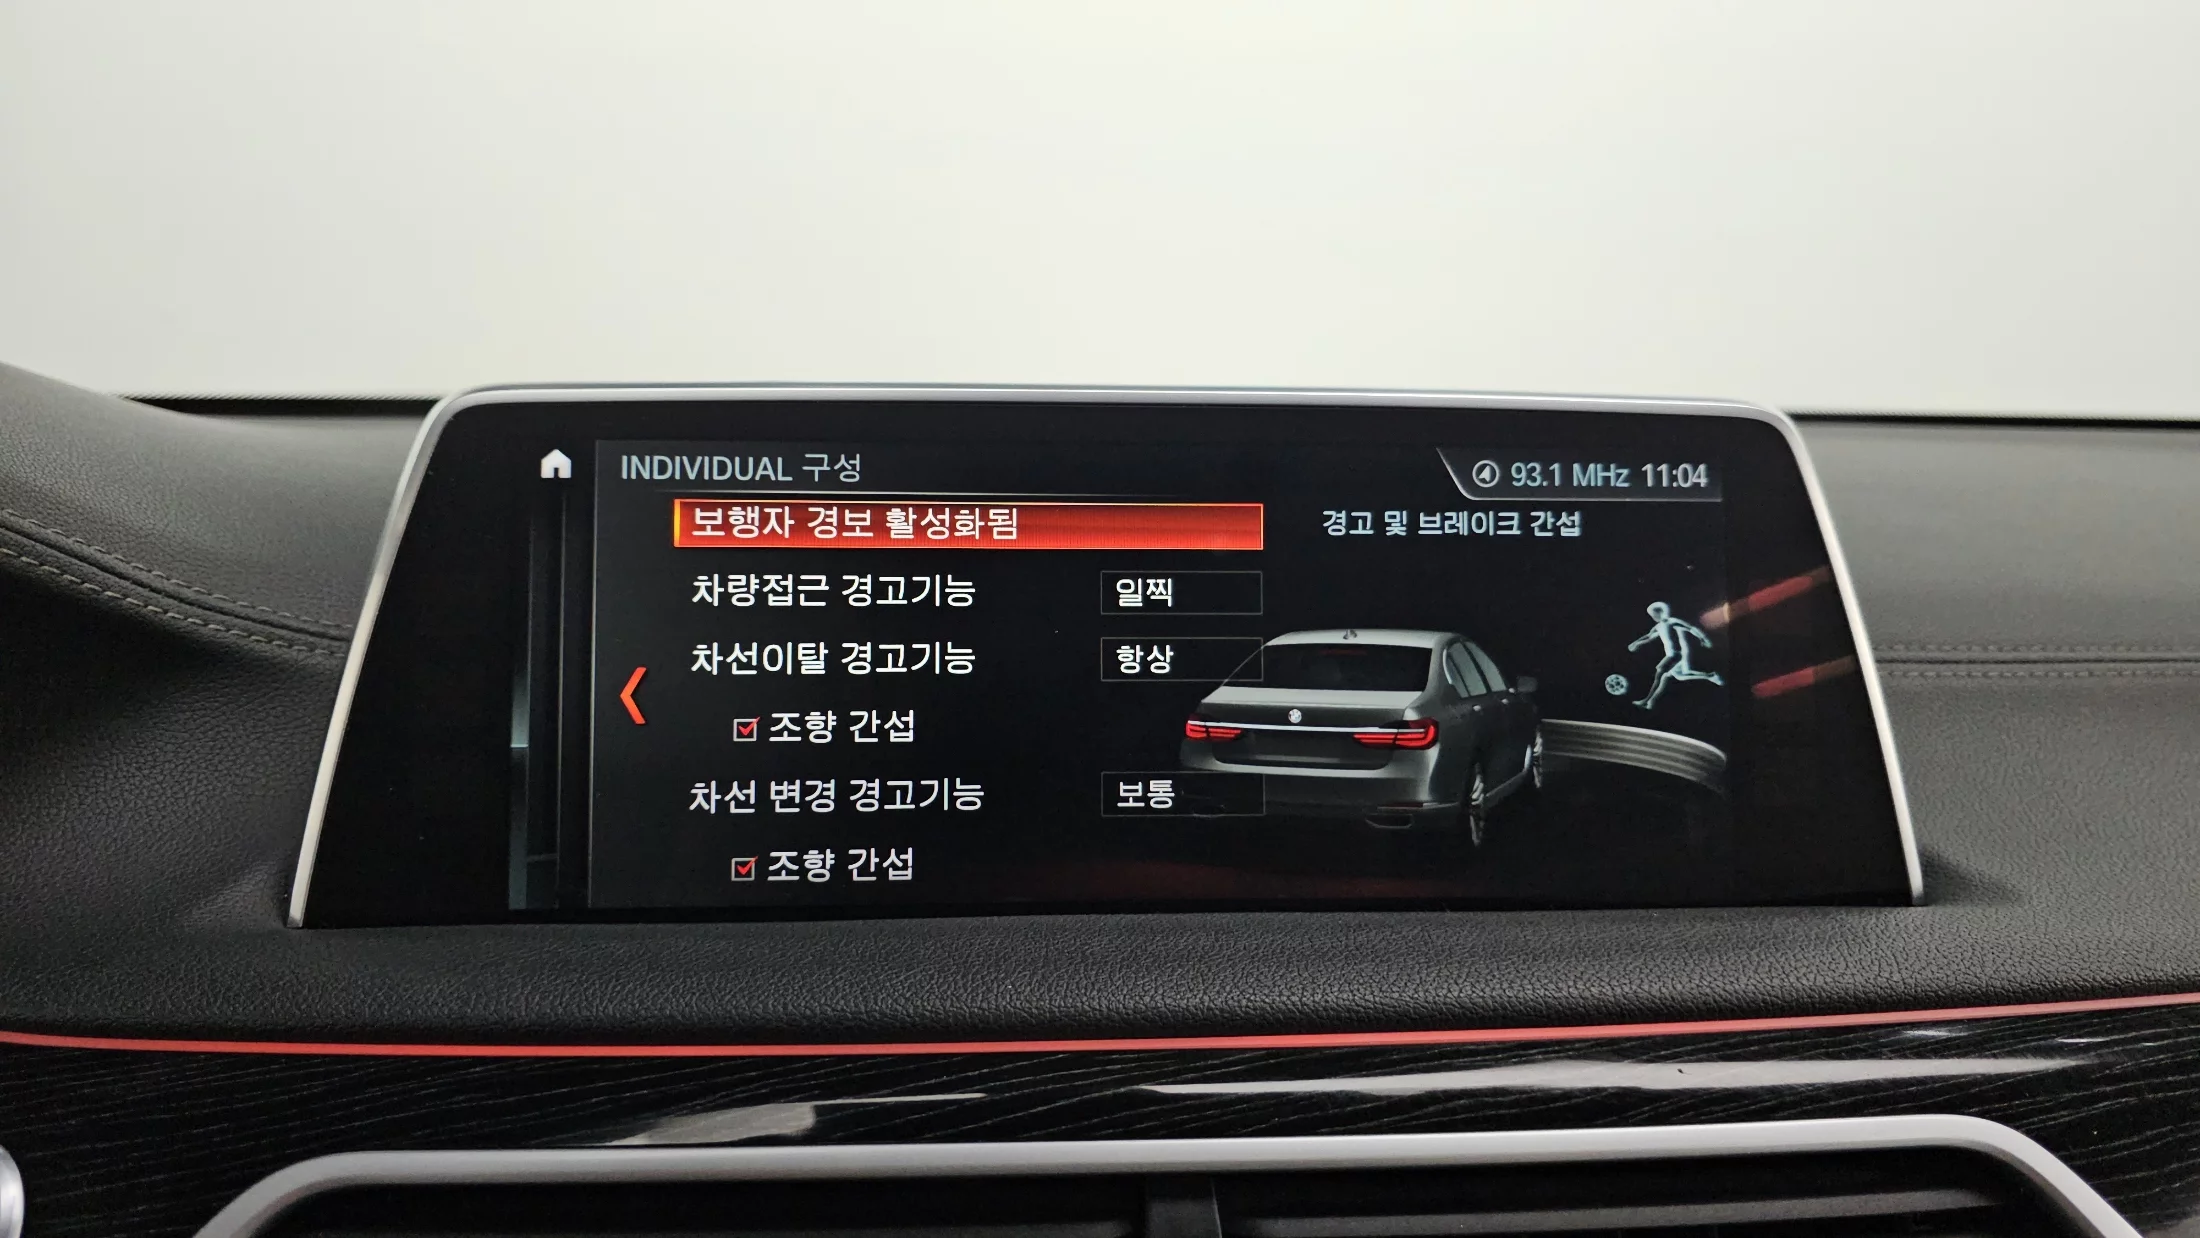 INDIVIDUAL 구성
93.1 MHz 11:04
보행자 경보 활성화됨
경고 및 브레이크 간섭
차량접근 경고기능 일찍
차선이탈 경고기능 항상
조향 간섭
차선 변경 경고기능 보통
조향 간섭